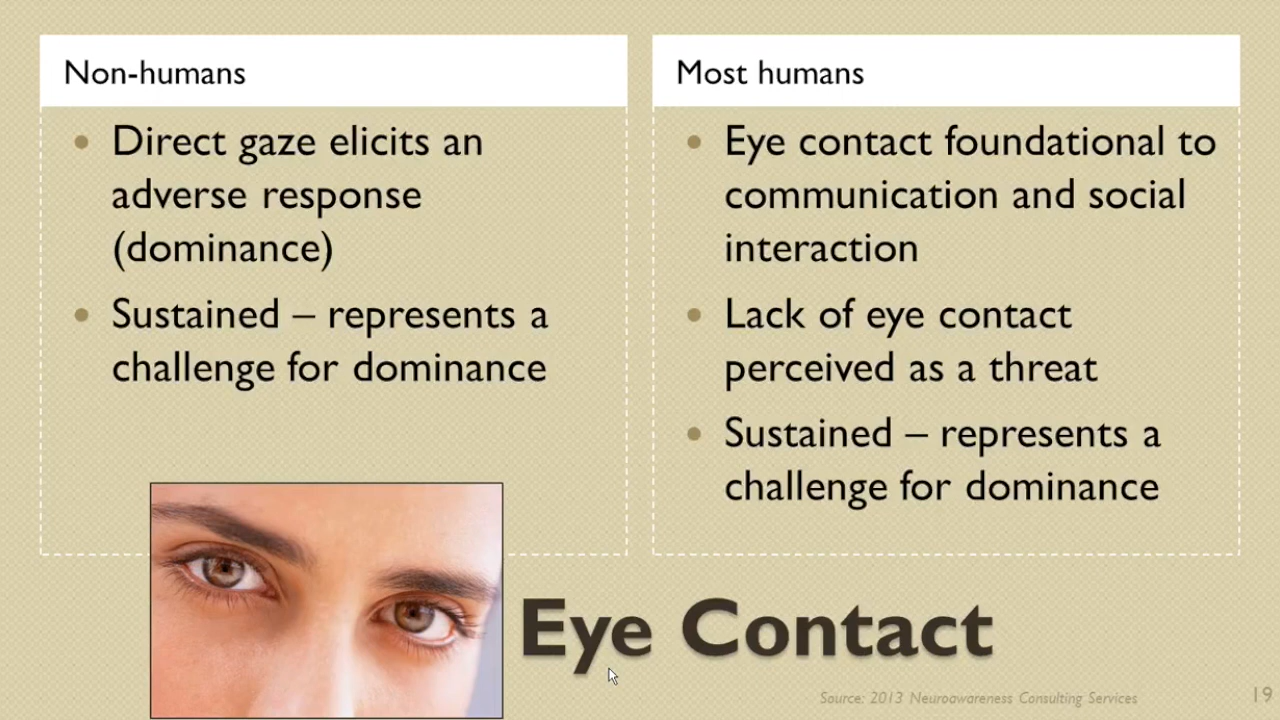 Non-humans
• Direct gaze elicits an
adverse response
(dominance)
• Sustained – represents a
challenge for dominance
Most humans
• Eye contact foundational to
communication and social
interaction
• Lack of eye contact
perceived as a threat
• Sustained – represents a
challenge for dominance
Eye Contact
Source: 2013 Neuroawareness Consulting Services
19